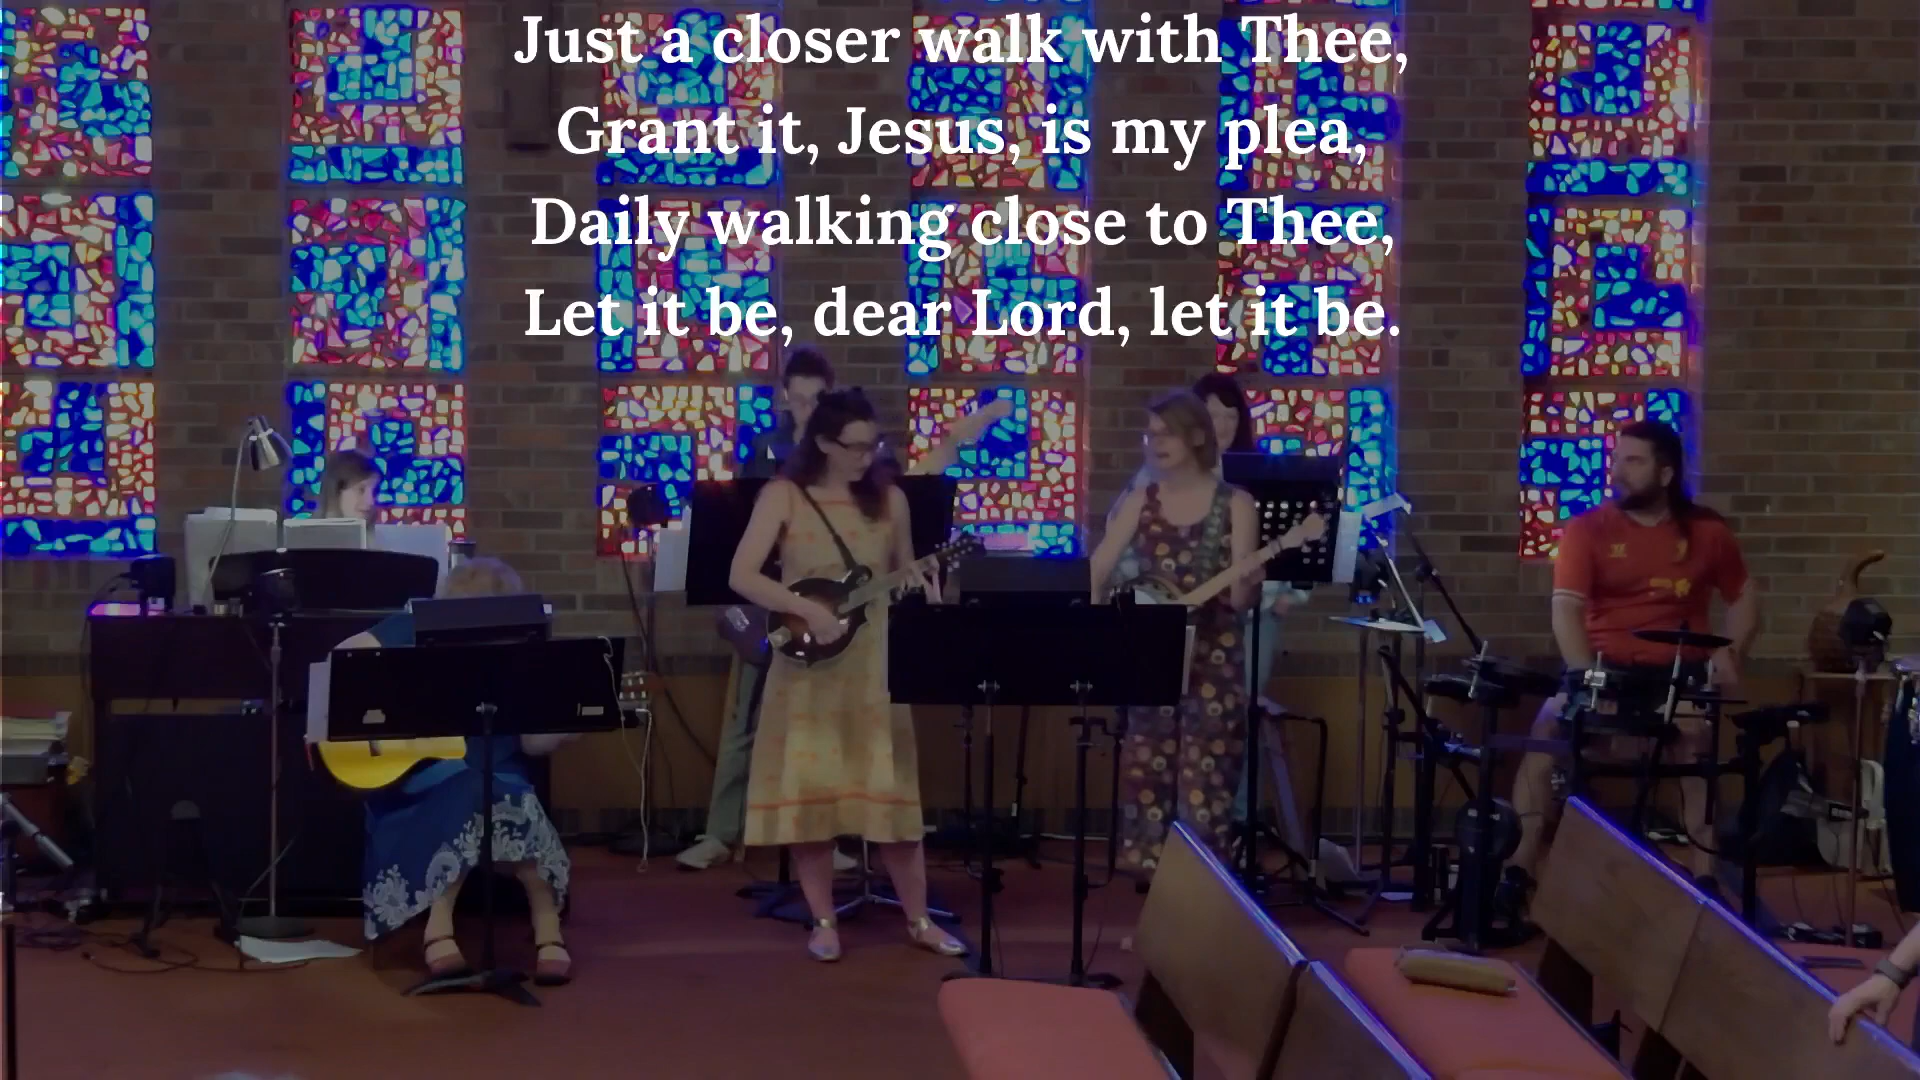 Just a closer walk with Thee,
Grant it, Jesus, is my plea,
Daily walking close to Thee,
Let it be, dear Lord, let it be.